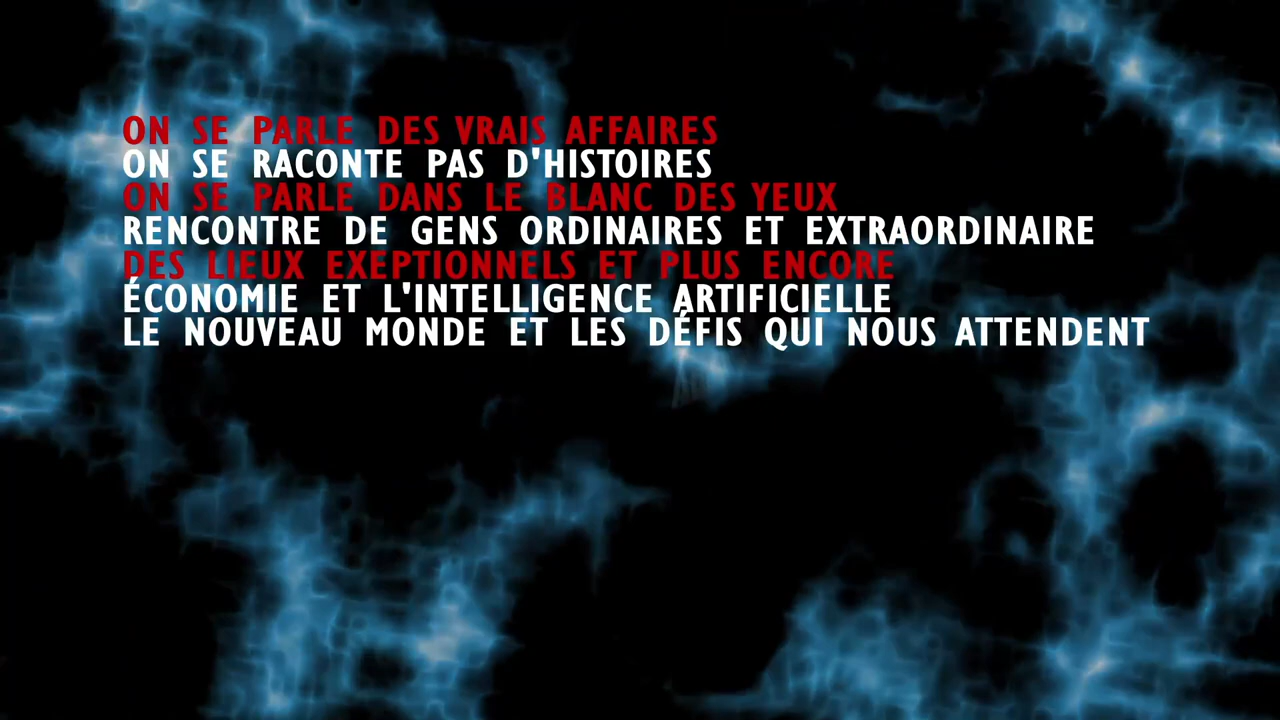 ON SE PARLE DES VRAIS AFFAIRES
ON SE RACONTE PAS D'HISTOIRES
ON SE PARLE DANS LE BLANC DES YEUX
RENCONTRE DE GENS ORDINAIRES ET EXTRAORDINAIRE
DES LIEUX EXEPTIONNELS ET PLUS ENCORE
ÉCONOMIE ET L'INTELLIGENCE ARTIFICIELLE
LE NOUVEAU MONDE ET LES DÉFIS QUI NOUS ATTENDENT